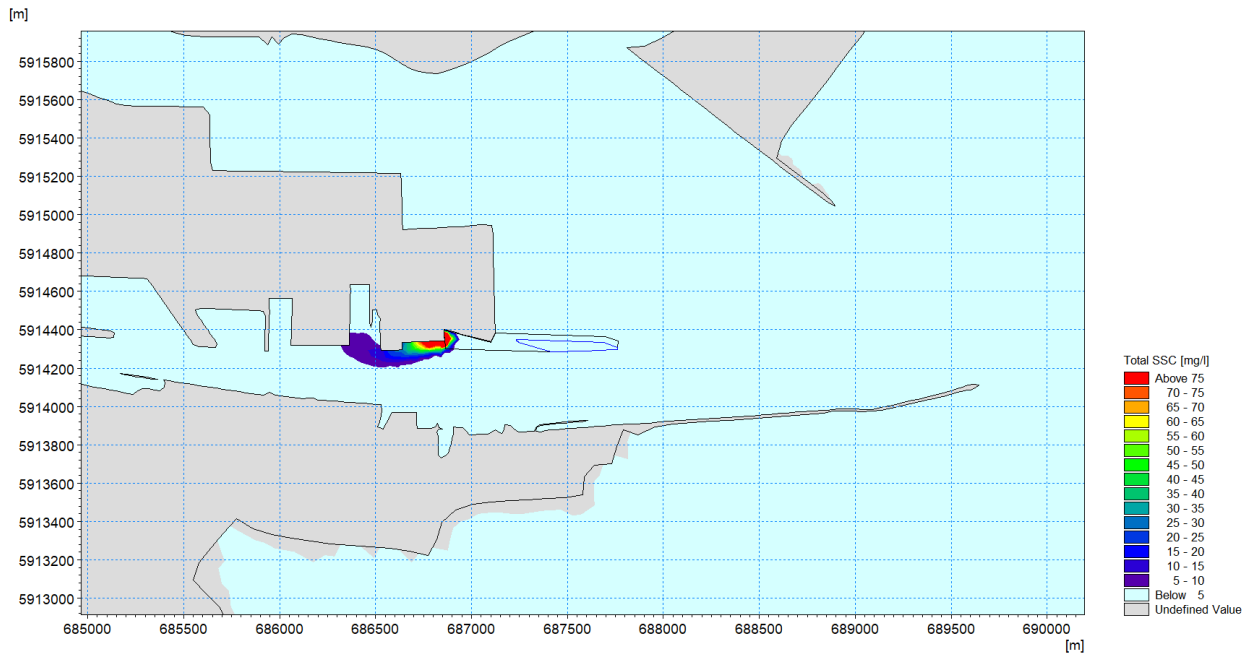 [m]
5915800
5915600
5915400
5915200
5915000
5914800
5914600
5914400
5914200
5914000
5913800
5913600
5913400
5913200
5913000
685000 685500 686000 686500 687000 687500 688000 688500 689000 689500 690000
[m]
Total SSC [mg/l]
Above 75
70 - 75
65 - 70
60 - 65
55 - 60
50 - 55
45 - 50
40 - 45
35 - 40
30 - 35
25 - 30
20 - 25
15 - 20
10 - 15
5 - 10
Below 5
Undefined Value